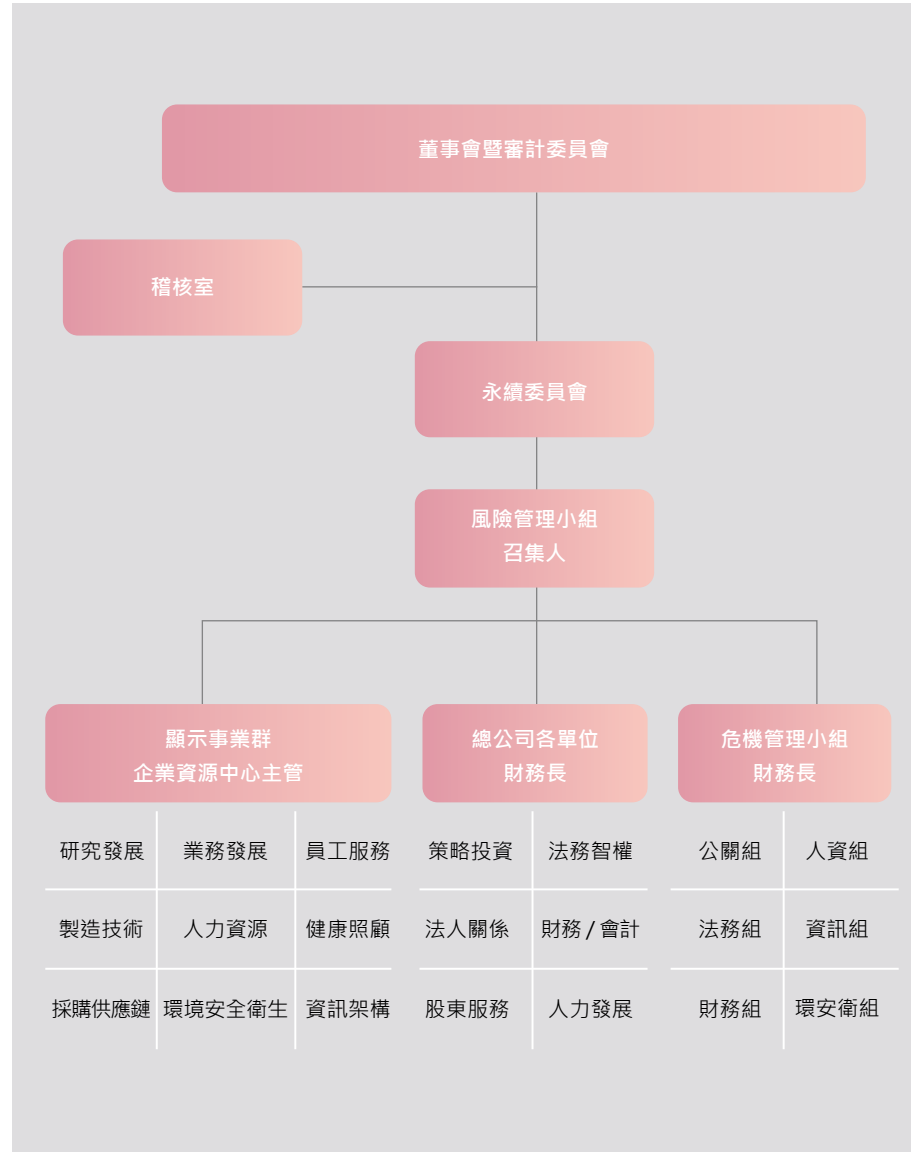 董事會暨審計委員會
稽核室
永續委員會
風險管理小組
召集人
顯示事業群
企業資源中心主管
總公司各單位
財務長
危機管理小組
財務長
研究發展 業務發展 員工服務
製造技術 人力資源 健康照顧
採購供應鏈 環境安全衛生 資訊架構
策略投資 法務智權
法人關係 財務 / 會計
股東服務 人力發展
公關組 人資組
法務組 資訊組
財務組 環安衛組